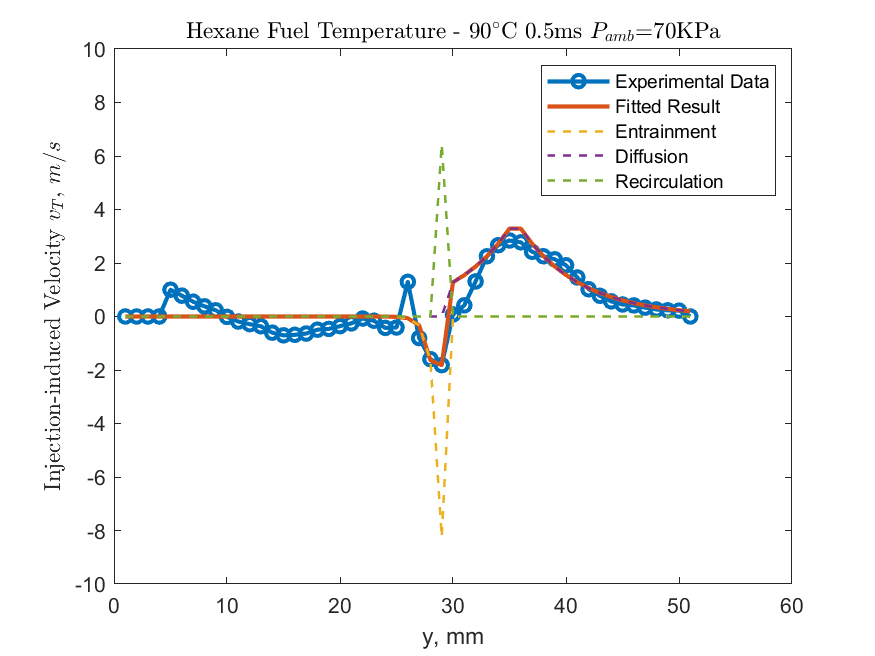 Hexane Fuel Temperature - 90°C 0.5ms P_amb=70KPa
Injection-induced Velocity v_T, m/s
10
8
6
4
2
0
-2
-4
-6
-8
-10
Experimental Data
Fitted Result
Entrainment
Diffusion
Recirculation
0 10 20 30 40 50 60
y, mm